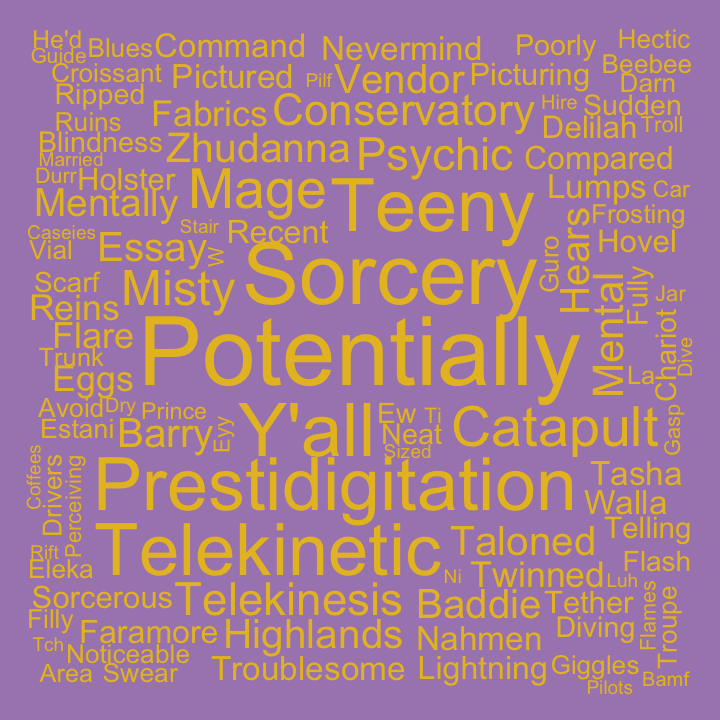 He'd
Guide
Blues
Command
Nevermind
Poorly
Hectic
Croissant
Pictured
Pilf
Vendor
Picturing
Beebee
Darn
Ripped
Fabrics
Conservatory
Hire
Sudden
Ruins
Delilah
Troll
Blindness
Zhudanna
Psychic
Compared
Married
Durr
Holster
Mage
Teeny
Lumps
Car
Mentally
Frosting
Caseies
Stair
Recent
Hears
Hovel
Vial
Essay
W
Guro
Scarf
Misty
Sorcery
Mental
Fully
Jar
Reins
Flare
Potentially
Chariot
Dive
Trunk
Eggs
La
Avoid
Dry
Prince
Y'all
Ew
Ti
Catapult
Gasp
Estani
Barry
Eyy
Neat
Sized
Coffees
Drivers
Perceiving
Prestidigitation
Tasha
Walla
Rift
Telekinetic
Taloned
Telling
Eleka
Ni
Twinned
Luh
Flash
Sorcerous
Telekinesis
Baddie
Tether
Flames
Troupe
Filly
Faramore
Highlands
Nahmen
Diving
Tch
Noticeable
Area
Swear
Troublesome
Lightning
Giggles
Pilots
Bamf